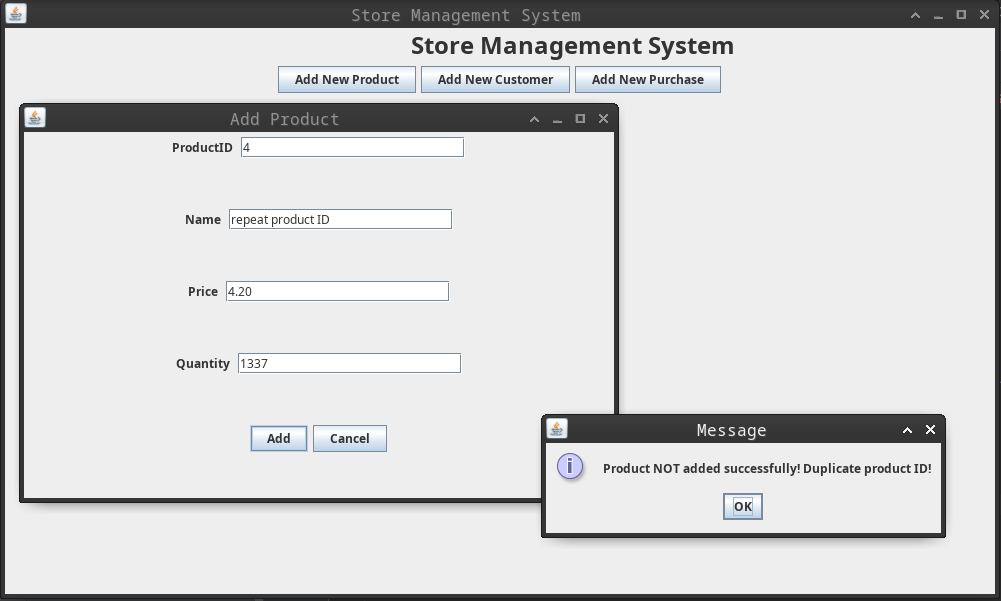 Store Management System
Store Management System
Add New Product Add New Customer Add New Purchase
Add Product
ProductID 4
Name repeat product ID
Price 4.20
Quantity 1337
Add Cancel
Message
Product NOT added successfully! Duplicate product ID!
OK